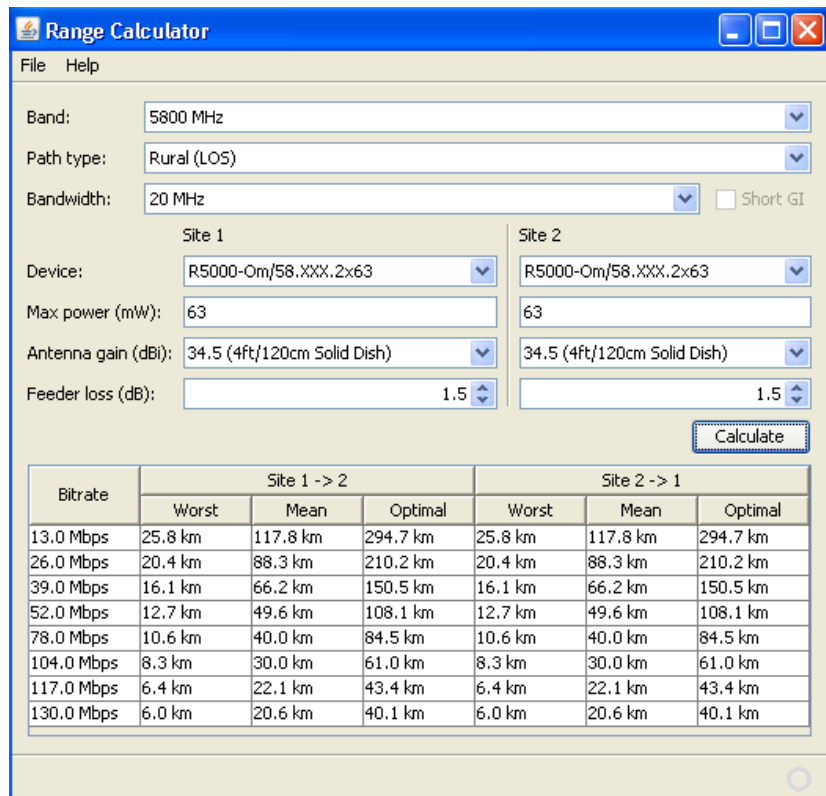 Range Calculator
File Help
Band: 5800 MHz
Path type: Rural (LOS)
Bandwidth: 20 MHz Short GI
Site 1 Site 2
Device: R5000-Om/58.XXX.2x63 R5000-Om/58.XXX.2x63
Max power (mW): 63 63
Antenna gain (dBi): 34.5 (4ft/120cm Solid Dish) 34.5 (4ft/120cm Solid Dish)
Feeder loss (dB): 1.5 1.5
Calculate
Bitrate Site 1 -> 2 Site 2 -> 1
Worst Mean Optimal Worst Mean Optimal
13.0 Mbps 25.8 km 117.8 km 294.7 km 25.8 km 117.8 km 294.7 km
26.0 Mbps 20.4 km 88.3 km 210.2 km 20.4 km 88.3 km 210.2 km
39.0 Mbps 16.1 km 66.2 km 150.5 km 16.1 km 66.2 km 150.5 km
52.0 Mbps 12.7 km 49.6 km 108.1 km 12.7 km 49.6 km 108.1 km
78.0 Mbps 10.6 km 40.0 km 84.5 km 10.6 km 40.0 km 84.5 km
104.0 Mbps 8.3 km 30.0 km 61.0 km 8.3 km 30.0 km 61.0 km
117.0 Mbps 6.4 km 22.1 km 43.4 km 6.4 km 22.1 km 43.4 km
130.0 Mbps 6.0 km 20.6 km 40.1 km 6.0 km 20.6 km 40.1 km